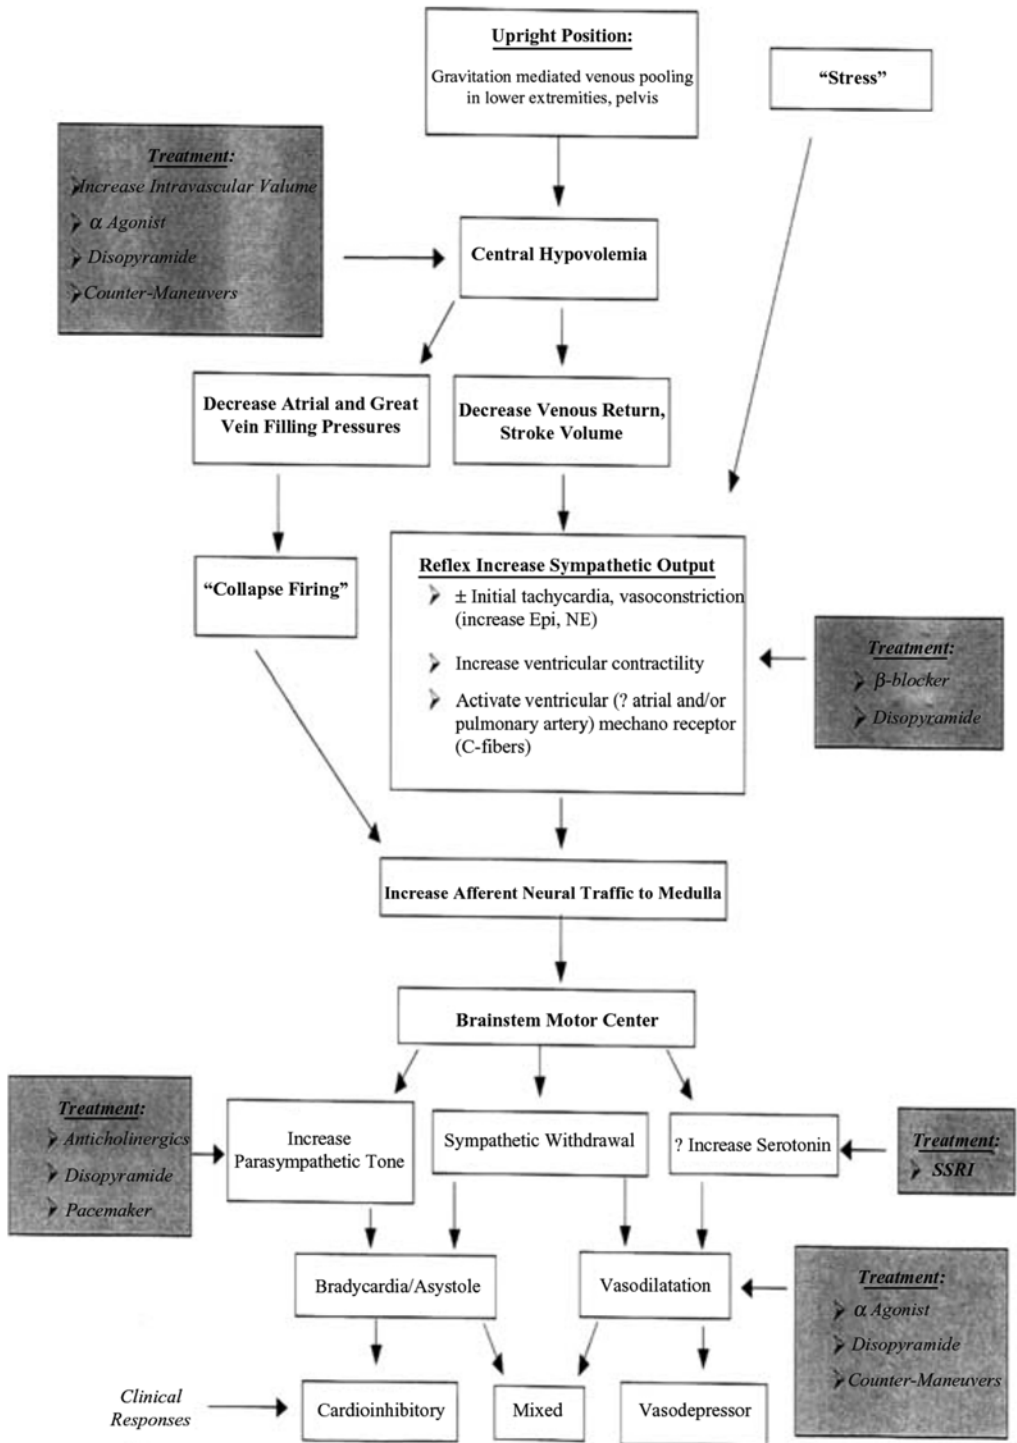 Upright Position:
Gravitation mediated venous pooling
in lower extremities, pelvis
“Stress”
Treatment:
Increase Intravascular Valume
α Agonist
Disopyramide
Counter-Maneuvers
Central Hypovolemia
Decrease Atrial and Great
Vein Filling Pressures
Decrease Venous Return,
Stroke Volume
“Collapse Firing”
Reflex Increase Sympathetic Output
± Initial tachycardia, vasoconstriction
(increase Epi, NE)
Increase ventricular contractility
Activate ventricular (? atrial and/or
pulmonary artery) mechano receptor
(C-fibers)
Treatment:
β-blocker
Disopyramide
Increase Afferent Neural Traffic to Medulla
Brainstem Motor Center
Treatment:
Anticholinergics
Disopyramide
Pacemaker
Increase
Parasympathetic Tone
Sympathetic Withdrawal
? Increase Serotonin
Treatment:
SSRI
Bradycardia/Asystole
Vasodilatation
Treatment:
α Agonist
Disopyramide
Counter-Maneuvers
Clinical
Responses
Cardioinhibitory
Mixed
Vasodepressor